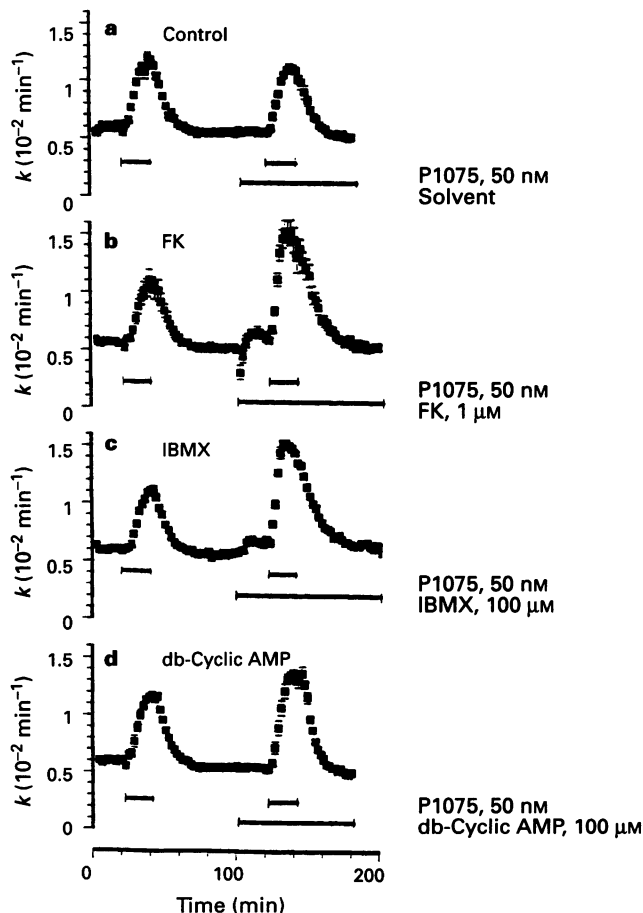 a
Control
1.5
1
0.5
0
k (10⁻² min⁻¹)
P1075, 50 nM
Solvent
b
FK
1.5
1
0.5
0
k (10⁻² min⁻¹)
P1075, 50 nM
FK, 1 μM
c
IBMX
1.5
1
0.5
0
k (10⁻² min⁻¹)
P1075, 50 nM
IBMX, 100 μM
d
db-Cyclic AMP
1.5
1
0.5
0
k (10⁻² min⁻¹)
P1075, 50 nM
db-Cyclic AMP, 100 μM
0 100 200
Time (min)